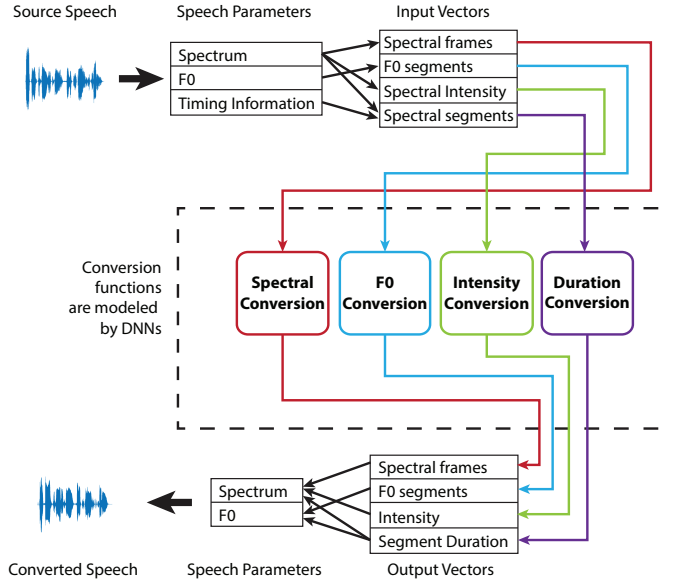 Source Speech
Speech Parameters
Input Vectors
Spectrum
F0
Timing Information
Spectral frames
F0 segments
Spectral Intensity
Spectral segments
Conversion
functions
are modeled
by DNNs
Spectral
Conversion
F0
Conversion
Intensity
Conversion
Duration
Conversion
Spectral frames
F0 segments
Intensity
Segment Duration
Spectrum
F0
Converted Speech
Speech Parameters
Output Vectors